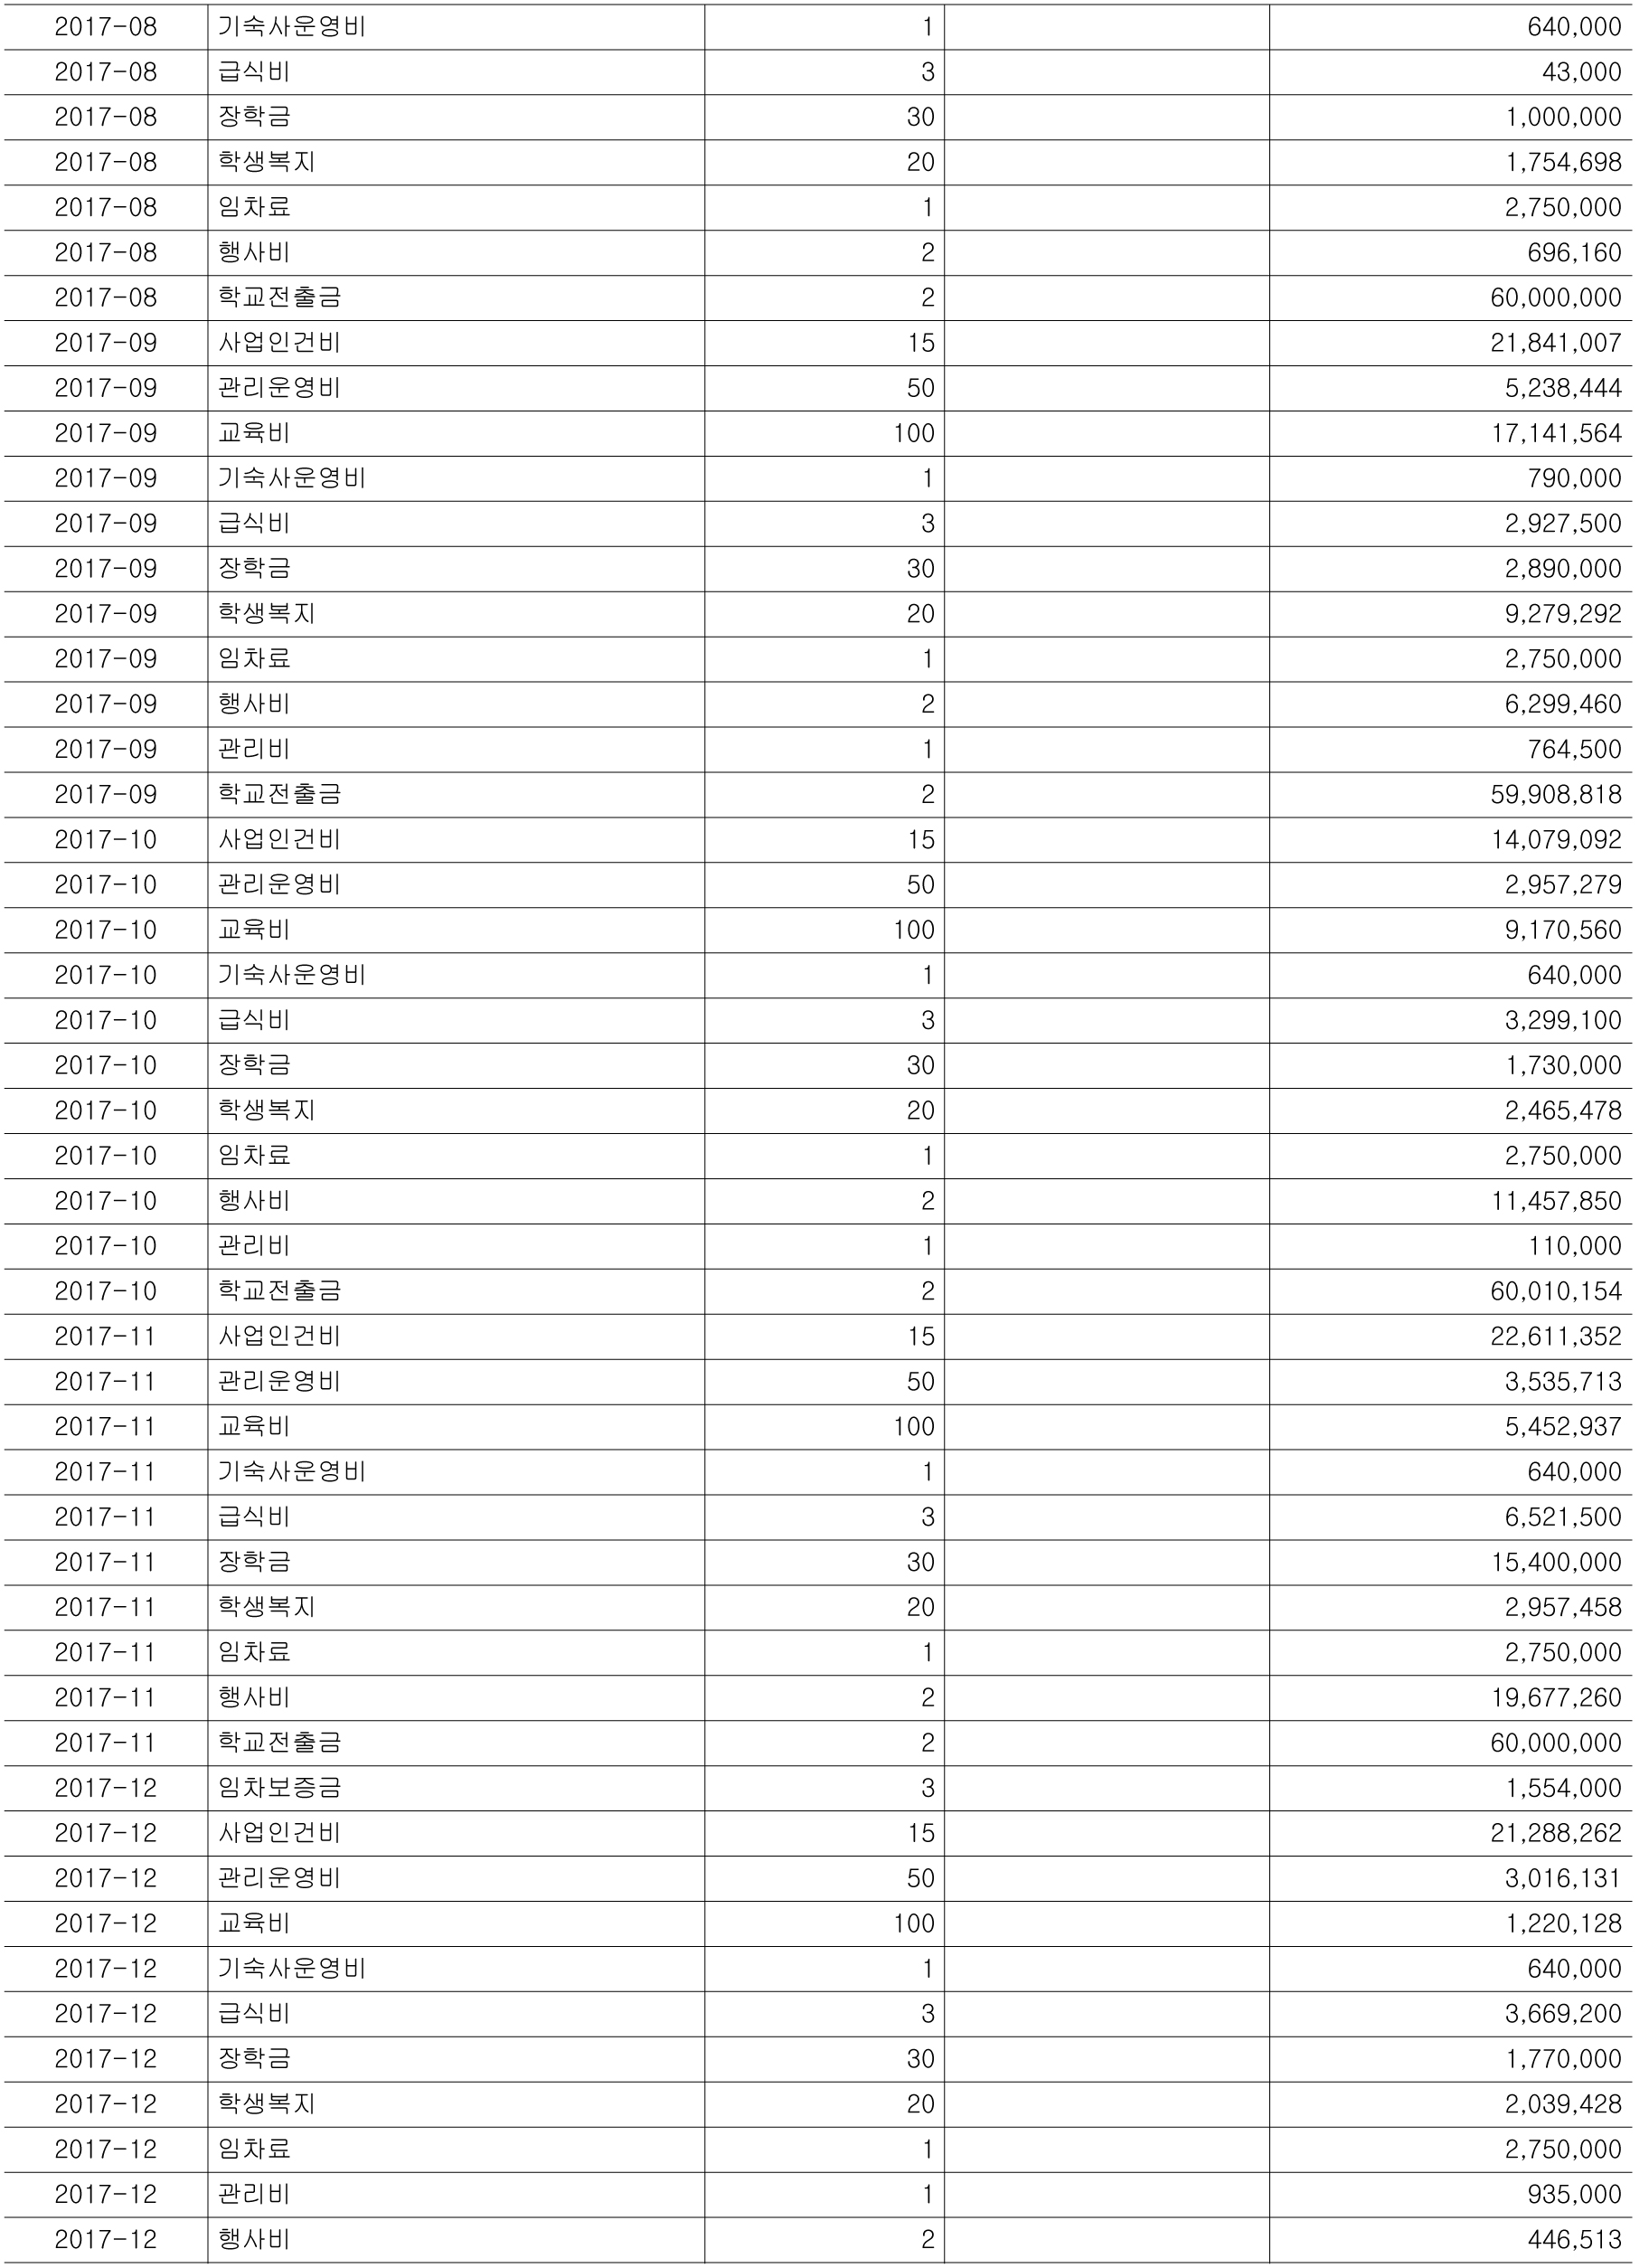 2017-08 기숙사운영비 1 640,000
2017-08 급식비 3 43,000
2017-08 장학금 30 1,000,000
2017-08 학생복지 20 1,754,698
2017-08 임차료 1 2,750,000
2017-08 행사비 2 696,160
2017-08 학교전출금 2 60,000,000
2017-09 사업인건비 15 21,841,007
2017-09 관리운영비 50 5,238,444
2017-09 교육비 100 17,141,564
2017-09 기숙사운영비 1 790,000
2017-09 급식비 3 2,927,500
2017-09 장학금 30 2,890,000
2017-09 학생복지 20 9,279,292
2017-09 임차료 1 2,750,000
2017-09 행사비 2 6,299,460
2017-09 관리비 1 764,500
2017-09 학교전출금 2 59,908,818
2017-10 사업인건비 15 14,079,092
2017-10 관리운영비 50 2,957,279
2017-10 교육비 100 9,170,560
2017-10 기숙사운영비 1 640,000
2017-10 급식비 3 3,299,100
2017-10 장학금 30 1,730,000
2017-10 학생복지 20 2,465,478
2017-10 임차료 1 2,750,000
2017-10 행사비 2 11,457,850
2017-10 관리비 1 110,000
2017-10 학교전출금 2 60,010,154
2017-11 사업인건비 15 22,611,352
2017-11 관리운영비 50 3,535,713
2017-11 교육비 100 5,452,937
2017-11 기숙사운영비 1 640,000
2017-11 급식비 3 6,521,500
2017-11 장학금 30 15,400,000
2017-11 학생복지 20 2,957,458
2017-11 임차료 1 2,750,000
2017-11 행사비 2 19,677,260
2017-11 학교전출금 2 60,000,000
2017-12 임차보증금 3 1,554,000
2017-12 사업인건비 15 21,288,262
2017-12 관리운영비 50 3,016,131
2017-12 교육비 100 1,220,128
2017-12 기숙사운영비 1 640,000
2017-12 급식비 3 3,669,200
2017-12 장학금 30 1,770,000
2017-12 학생복지 20 2,039,428
2017-12 임차료 1 2,750,000
2017-12 관리비 1 935,000
2017-12 행사비 2 446,513